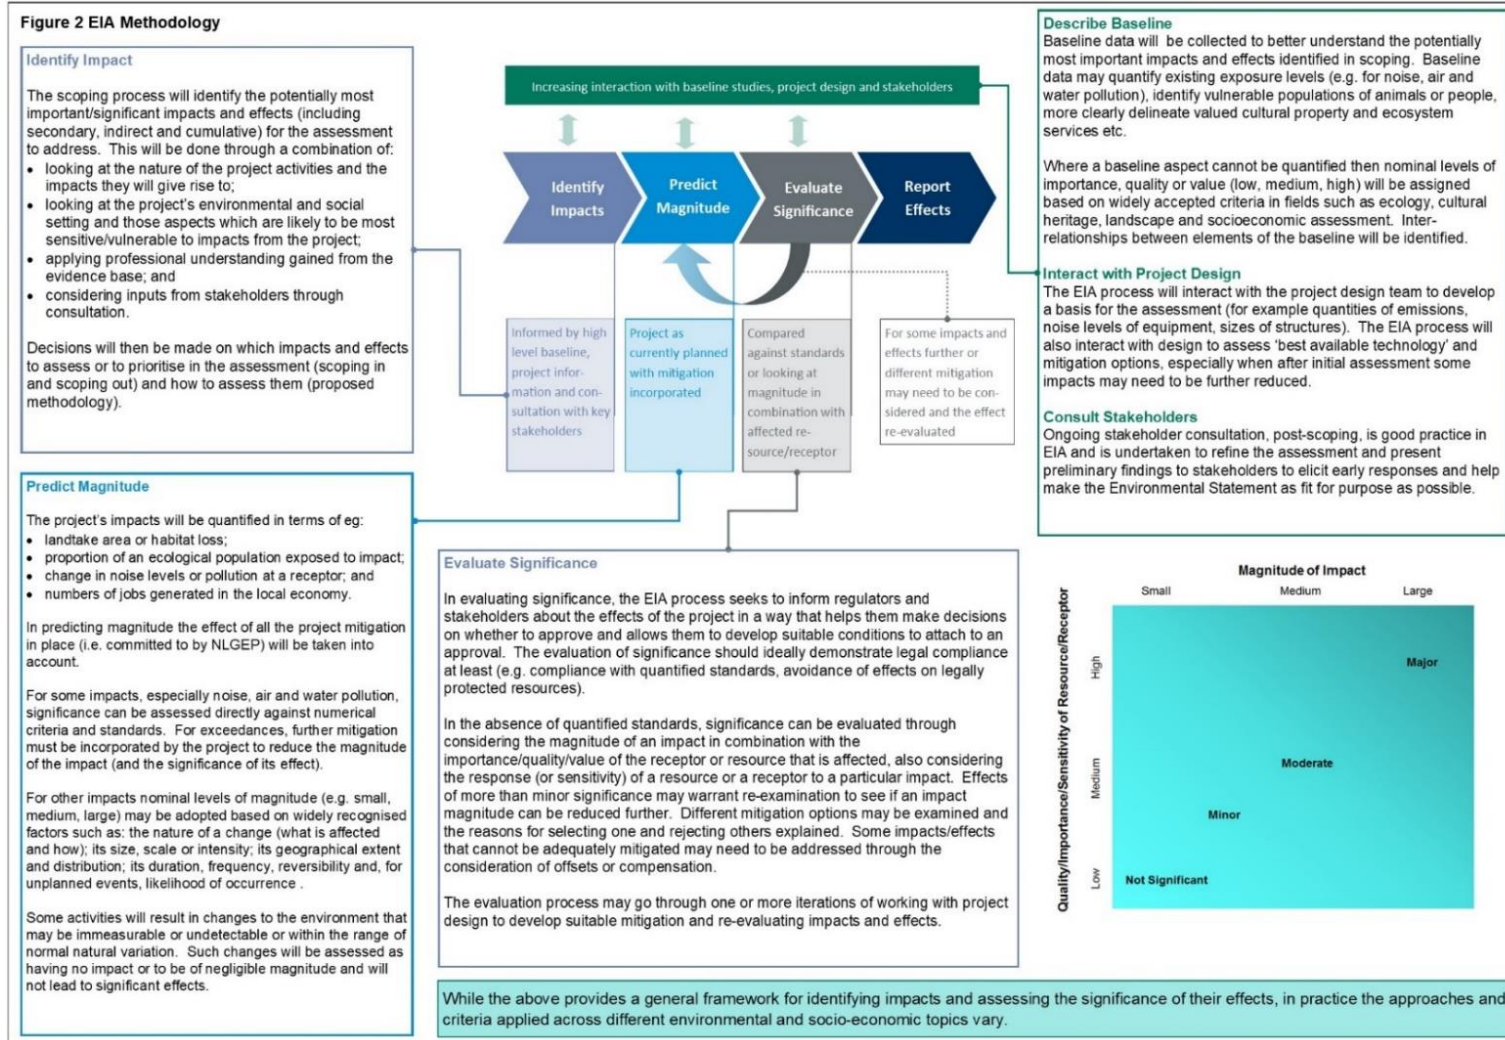 Figure 2 EIA Methodology
Identify Impact
The scoping process will identify the potentially most
important/significant impacts and effects (including
secondary, indirect and cumulative) for the assessment
to address. This will be done through a combination of:
• looking at the nature of the project activities and the
impacts they will give rise to;
• looking at the project's environmental and social
setting and those aspects which are likely to be most
sensitive/vulnerable to impacts from the project;
• applying professional understanding gained from the
evidence base; and
• considering inputs from stakeholders through
consultation.
Decisions will then be made on which impacts and effects
to assess or to prioritise in the assessment (scoping in
and scoping out) and how to assess them (proposed
methodology).
Predict Magnitude
The project's impacts will be quantified in terms of eg:
• landtake area or habitat loss;
• proportion of an ecological population exposed to impact;
• change in noise levels or pollution at a receptor; and
• numbers of jobs generated in the local economy.
In predicting magnitude the effect of all the project mitigation
in place (i.e. committed to by NLGEP) will be taken into
account.
For some impacts, especially noise, air and water pollution,
significance can be assessed directly against numerical
criteria and standards. For exceedances, further mitigation
must be incorporated by the project to reduce the magnitude
of the impact (and the significance of its effect).
For other impacts nominal levels of magnitude (e.g. small,
medium, large) may be adopted based on widely recognised
factors such as: the nature of a change (what is affected
and how); its size, scale or intensity; its geographical extent
and distribution; its duration, frequency, reversibility and, for
unplanned events, likelihood of occurrence .
Some activities will result in changes to the environment that
may be immeasurable or undetectable or within the range of
normal natural variation. Such changes will be assessed as
having no impact or to be of negligible magnitude and will
not lead to significant effects.
Increasing interaction with baseline studies, project design and stakeholders
Identify
Impacts
Predict
Magnitude
Evaluate
Significance
Report
Effects
Informed by high
level baseline,
project infor-
mation and con-
sultation with key
stakeholders
Project as
currently planned
with mitigation
incorporated
Compared
against standards
or looking at
magnitude in
combination with
affected re-
source/receptor
For some impacts and
effects further or
different mitigation
may need to be con-
sidered and the effect
re-evaluated
Evaluate Significance
In evaluating significance, the EIA process seeks to inform regulators and
stakeholders about the effects of the project in a way that helps them make decisions
on whether to approve and allows them to develop suitable conditions to attach to an
approval. The evaluation of significance should ideally demonstrate legal compliance
at least (e.g. compliance with quantified standards, avoidance of effects on legally
protected resources).
In the absence of quantified standards, significance can be evaluated through
considering the magnitude of an impact in combination with the
importance/quality/value of the receptor or resource that is affected, also considering
the response (or sensitivity) of a resource or a receptor to a particular impact. Effects
of more than minor significance may warrant re-examination to see if an impact
magnitude can be reduced further. Different mitigation options may be examined and
the reasons for selecting one and rejecting others explained. Some impacts/effects
that cannot be adequately mitigated may need to be addressed through the
consideration of offsets or compensation.
The evaluation process may go through one or more iterations of working with project
design to develop suitable mitigation and re-evaluating impacts and effects.
Describe Baseline
Baseline data will be collected to better understand the potentially
most important impacts and effects identified in scoping. Baseline
data may quantify existing exposure levels (e.g. for noise, air and
water pollution), identify vulnerable populations of animals or people,
more clearly delineate valued cultural property and ecosystem
services etc.
Where a baseline aspect cannot be quantified then nominal levels of
importance, quality or value (low, medium, high) will be assigned
based on widely accepted criteria in fields such as ecology, cultural
heritage, landscape and socioeconomic assessment. Inter-
relationships between elements of the baseline will be identified.
Interact with Project Design
The EIA process will interact with the project design team to develop
a basis for the assessment (for example quantities of emissions,
noise levels of equipment, sizes of structures). The EIA process will
also interact with design to assess 'best available technology' and
mitigation options, especially when after initial assessment some
impacts may need to be further reduced.
Consult Stakeholders
Ongoing stakeholder consultation, post-scoping, is good practice in
EIA and is undertaken to refine the assessment and present
preliminary findings to stakeholders to elicit early responses and help
make the Environmental Statement as fit for purpose as possible.
Magnitude of Impact
Small Medium Large
Quality/Importance/Sensitivity of Resource/Receptor
High
Medium
Low
Major
Moderate
Minor
Not Significant
While the above provides a general framework for identifying impacts and assessing the significance of their effects, in practice the approaches and
criteria applied across different environmental and socio-economic topics vary.